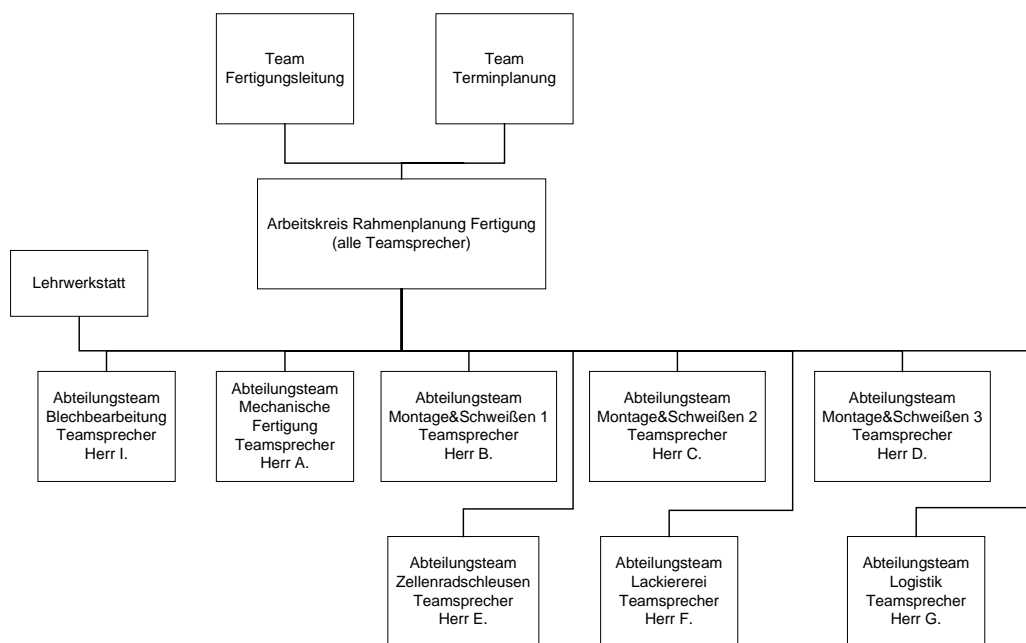 Team
Fertigungsleitung
Team
Terminplanung
Arbeitskreis Rahmenplanung Fertigung
(alle Teamsprecher)
Lehrwerkstatt
Abteilungsteam
Blechbearbeitung
Teamsprecher
Herr I.
Abteilungsteam
Mechanische
Fertigung
Teamsprecher
Herr A.
Abteilungsteam
Montage&Schweißen 1
Teamsprecher
Herr B.
Abteilungsteam
Montage&Schweißen 2
Teamsprecher
Herr C.
Abteilungsteam
Montage&Schweißen 3
Teamsprecher
Herr D.
Abteilungsteam
Zellenradschleusen
Teamsprecher
Herr E.
Abteilungsteam
Lackiererei
Teamsprecher
Herr F.
Abteilungsteam
Logistik
Teamsprecher
Herr G.